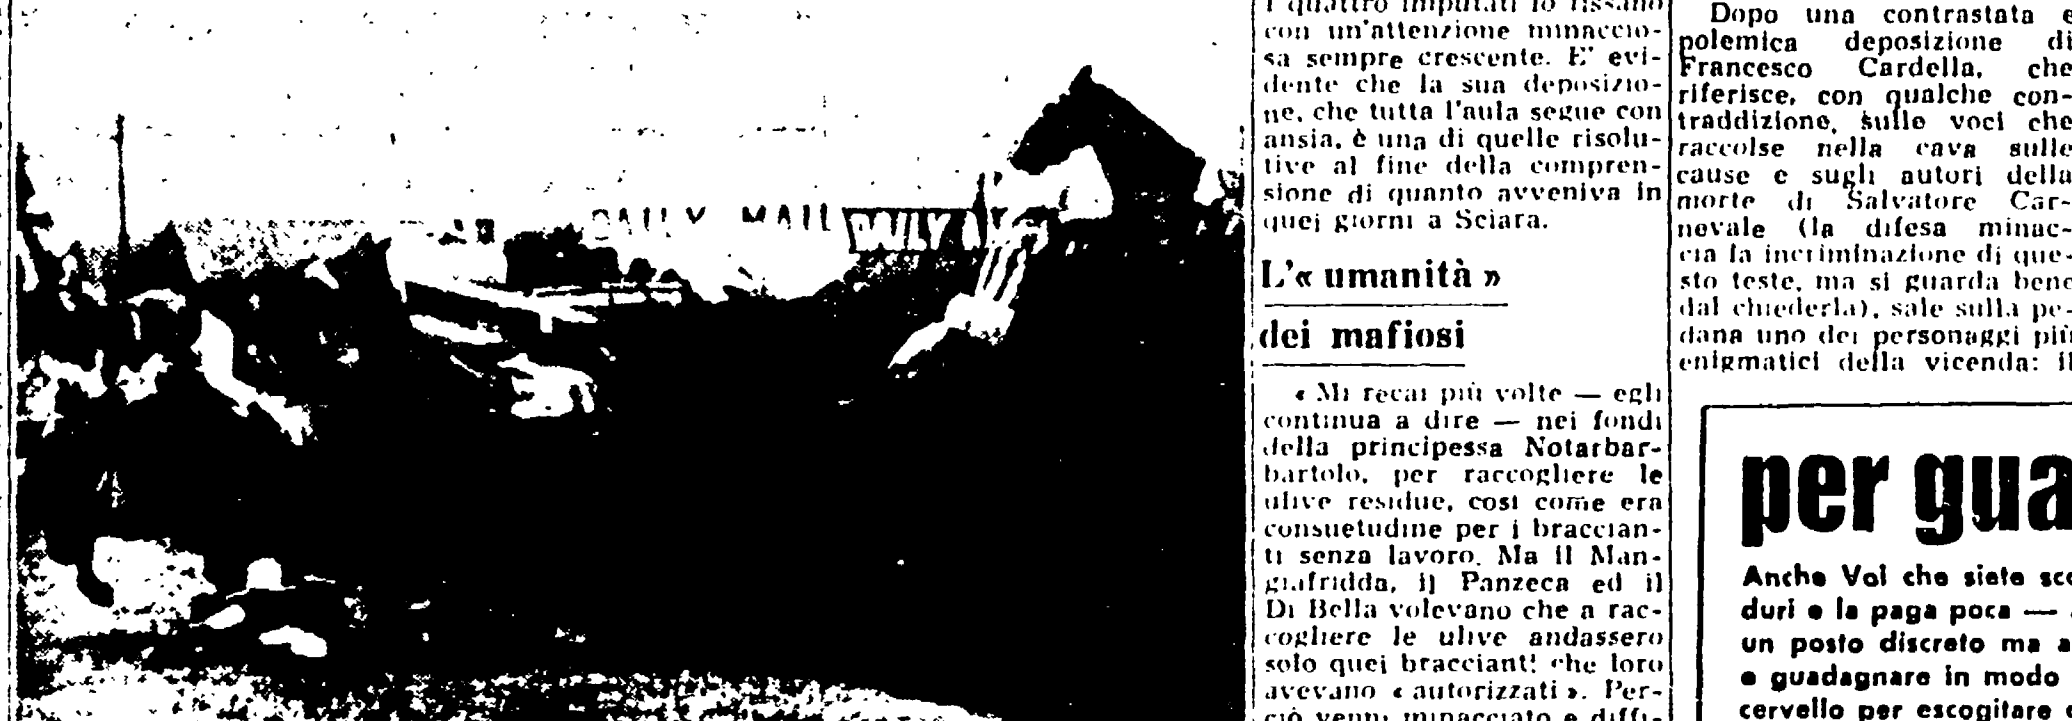 DAILY MAIL
DAILY
i quattro imputati lo fissano
con un'attenzione minaccio-
sa sempre crescente. E' evi-
dente che la sua deposizio-
ne, che tutta l'aula segue con
ansia, è una di quelle risolu-
tive al fine della compren-
sione di quanto avveniva in
quei giorni a Sciara.
L'« umanità »
dei mafiosi
« Mi recai più volte — egli
continua a dire — nei fondi
della principessa Notarbar-
bartolo, per raccogliere le
ulive residue, così come era
consuetudine per i braccian-
ti senza lavoro. Ma il Man-
giafridda, il Panzeca ed il
Di Bella volevano che a rac-
cogliere le ulive andassero
solo quei braccianti che loro
avevano « autorizzati ». Per-
ciò venni minacciato e diffi-
Dopo una contrastata e
polemica deposizione di
Francesco Cardella, che
riferisce, con qualche con-
traddizione, sulle voci che
raccolse nella cava sulle
cause e sugli autori della
morte di Salvatore Car-
nevale (la difesa minac-
cia la incriminazione di que-
sto teste, ma si guarda bene
dal chiederla), sale sulla pe-
dana uno dei personaggi più
enigmatici della vicenda: il
per gua
Anche Voi che siete sco
duri e la paga poca —
un posto discreto ma a
e guadagnare in modo
cervello per escogitare